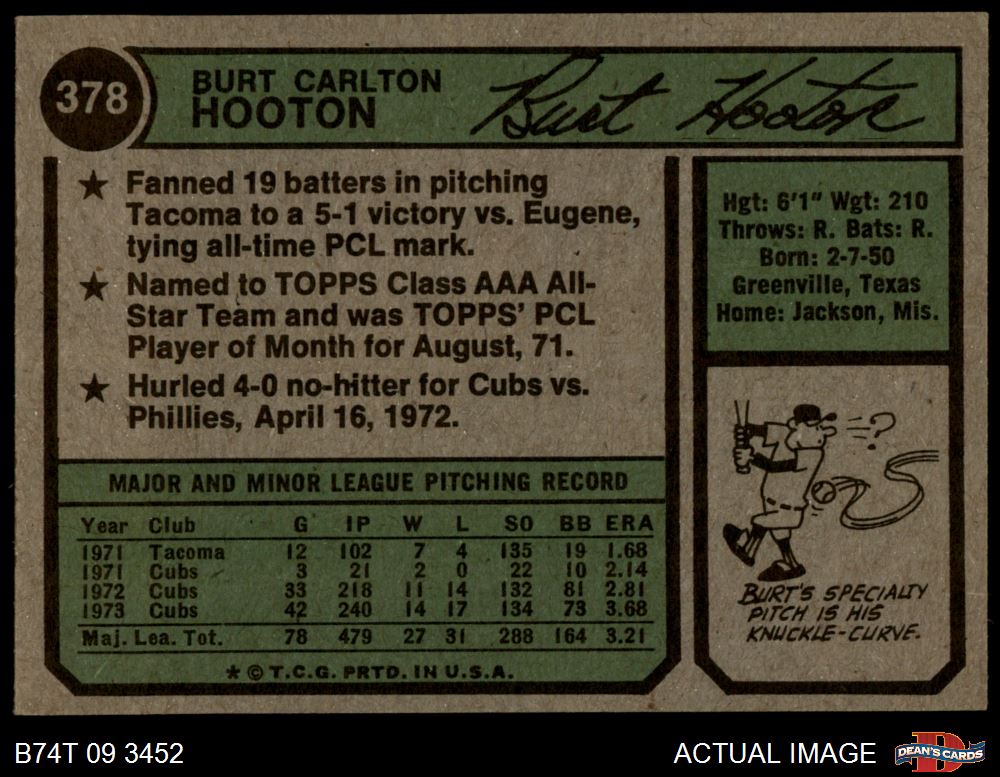 378
BURT CARLTON
HOOTON
Burt Hooton
★ Fanned 19 batters in pitching
Tacoma to a 5-1 victory vs. Eugene,
tying all-time PCL mark.
★ Named to TOPPS Class AAA All-
Star Team and was TOPPS' PCL
Player of Month for August, 71.
★ Hurled 4-0 no-hitter for Cubs vs.
Phillies, April 16, 1972.
MAJOR AND MINOR LEAGUE PITCHING RECORD
Year Club G IP W L SO BB ERA
1971 Tacoma 12 102 7 4 135 19 1.68
1971 Cubs 3 21 2 0 22 10 2.14
1972 Cubs 33 218 11 14 132 81 2.81
1973 Cubs 42 240 14 17 134 73 3.68
Maj. Lea. Tot. 78 479 27 31 288 164 3.21
* © T.C.G. PRTD. IN U.S.A.
Hgt: 6'1" Wgt: 210
Throws: R. Bats: R.
Born: 2-7-50
Greenville, Texas
Home: Jackson, Mis.
?
BURT'S SPECIALTY
PITCH IS HIS
KNUCKLE-CURVE.
B74T 09 3452
ACTUAL IMAGE
D
DEAN'S CARDS